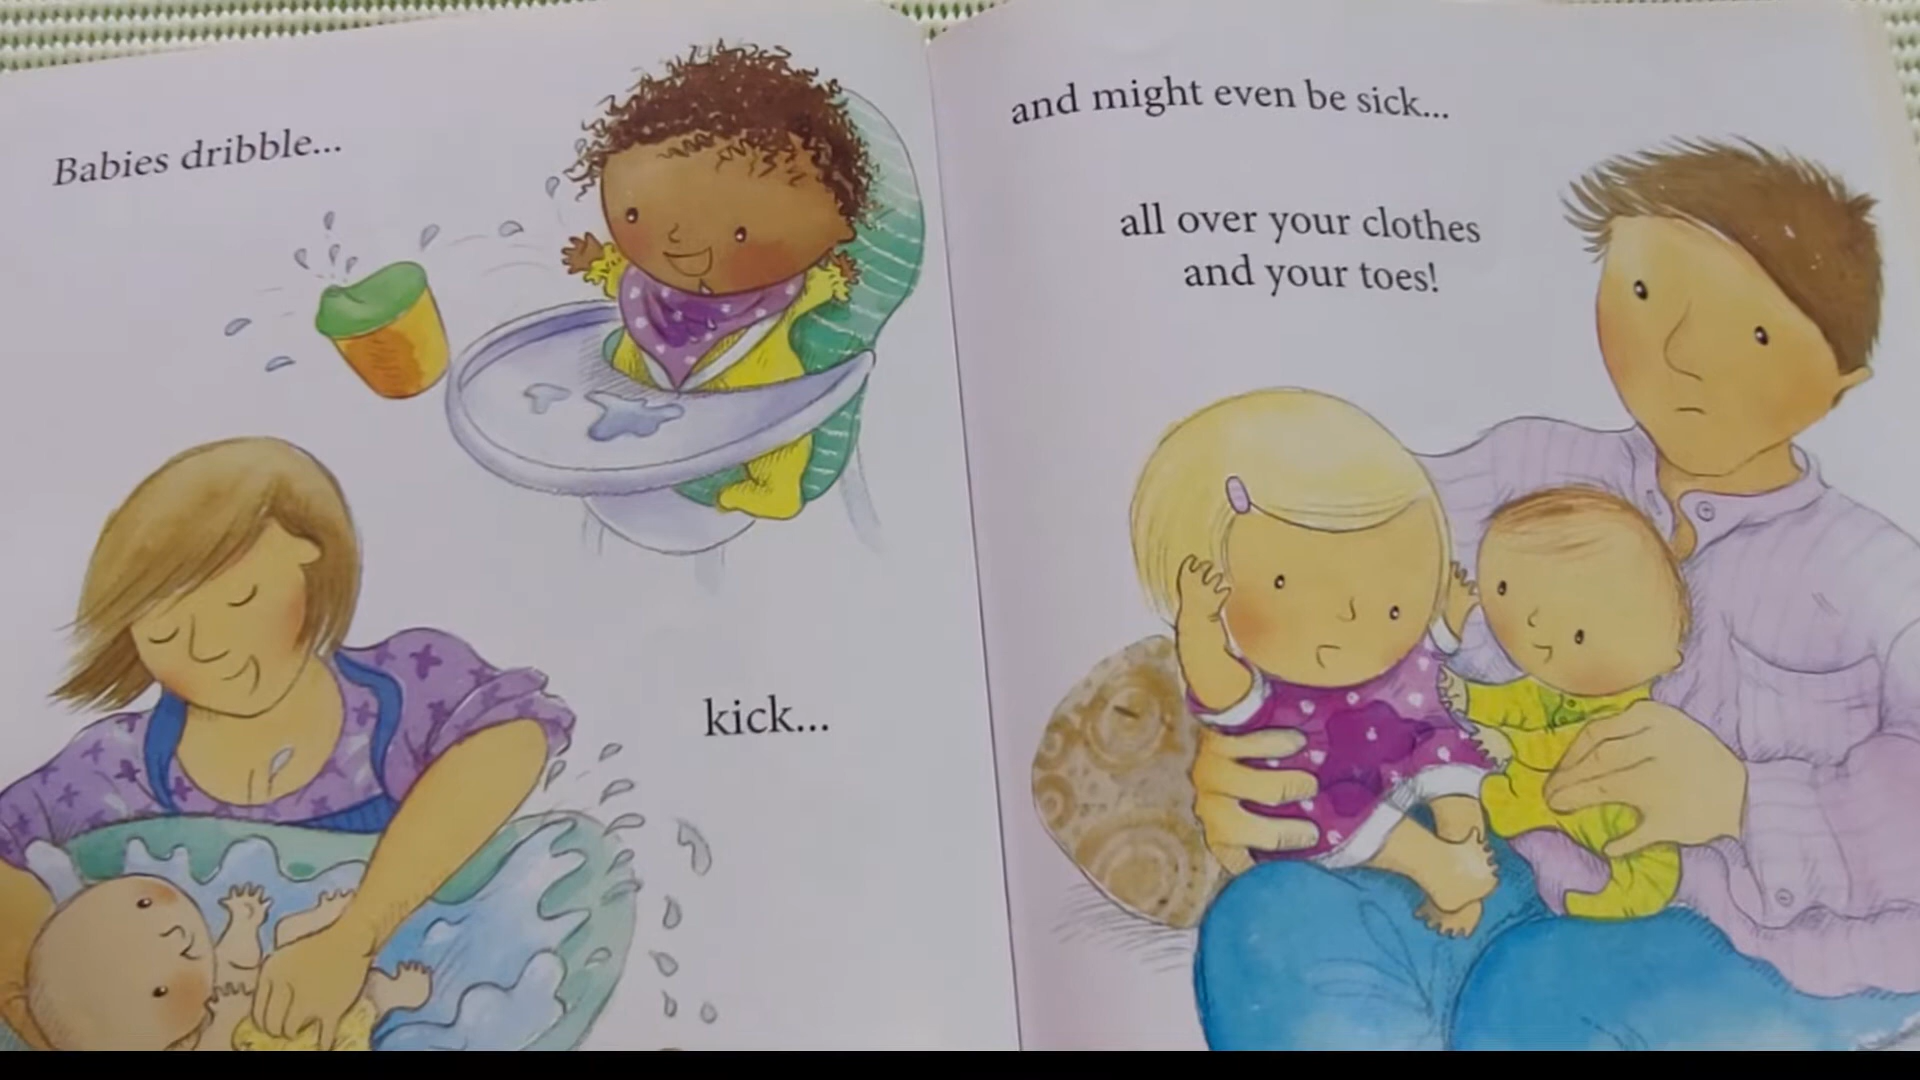 Babies dribble...
kick...
and might even be sick...
all over your clothes
and your toes!